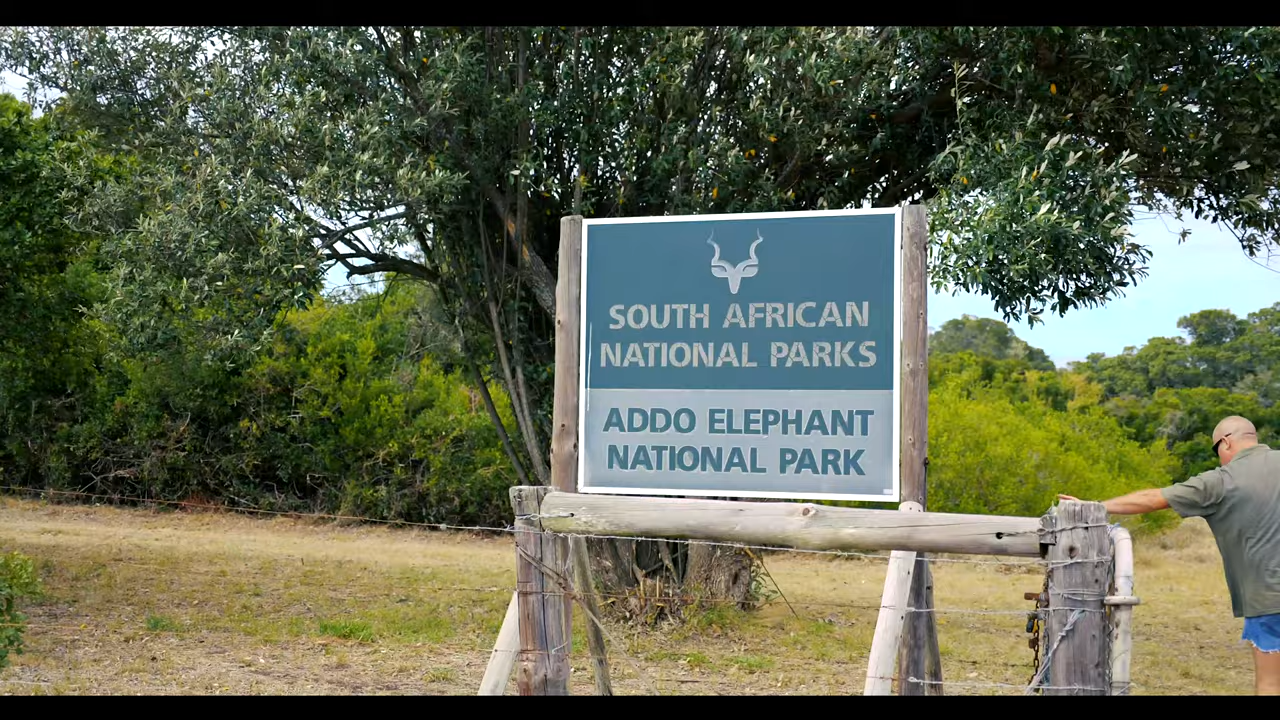 SOUTH AFRICAN
NATIONAL PARKS
ADDO ELEPHANT
NATIONAL PARK